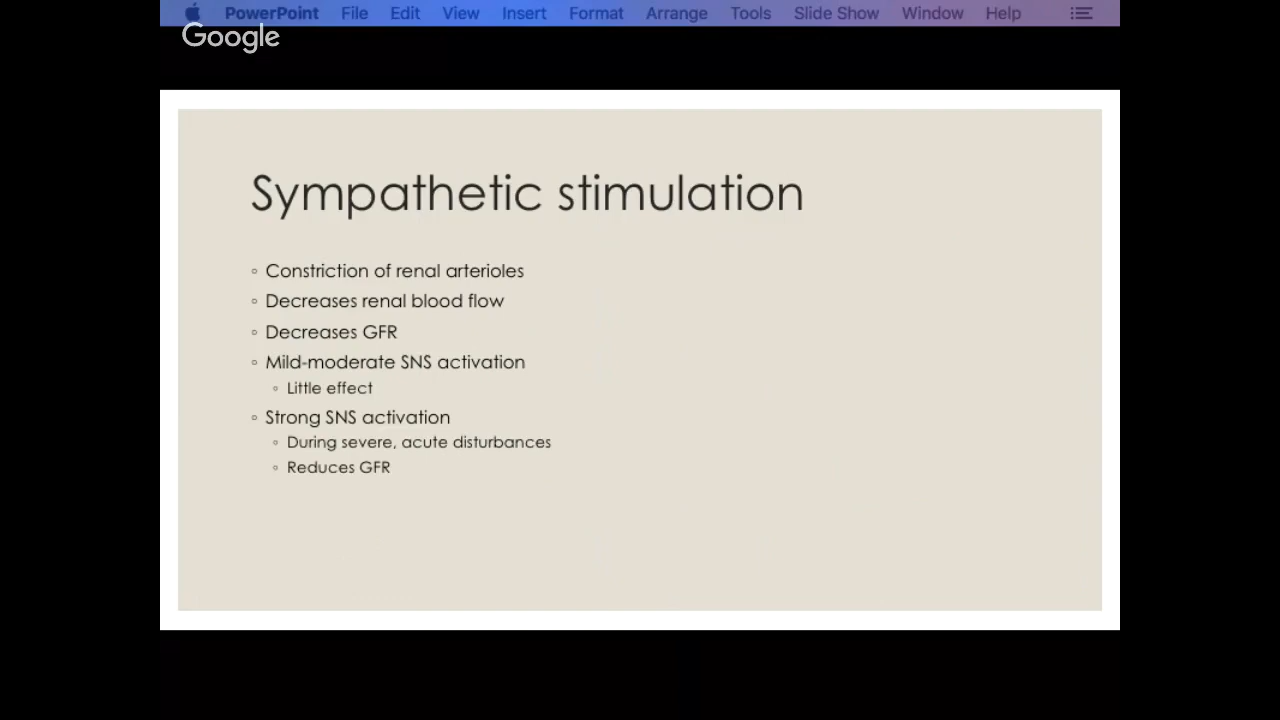 PowerPoint File Edit View Insert Format Arrange Tools Slide Show Window Help
Google
Sympathetic stimulation
◦ Constriction of renal arterioles
◦ Decreases renal blood flow
◦ Decreases GFR
◦ Mild-moderate SNS activation
◦ Little effect
◦ Strong SNS activation
◦ During severe, acute disturbances
◦ Reduces GFR